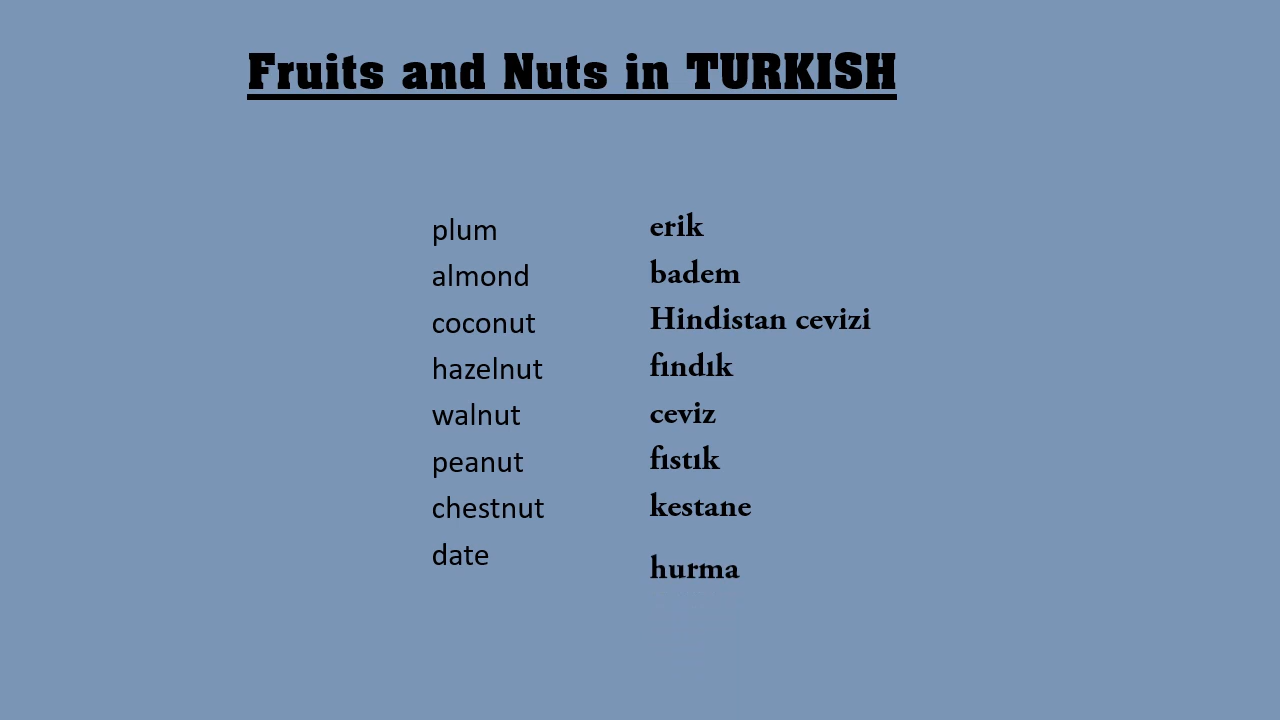 Fruits and Nuts in TURKISH
plum erik
almond badem
coconut Hindistan cevizi
hazelnut fındık
walnut ceviz
peanut fıstık
chestnut kestane
date hurma